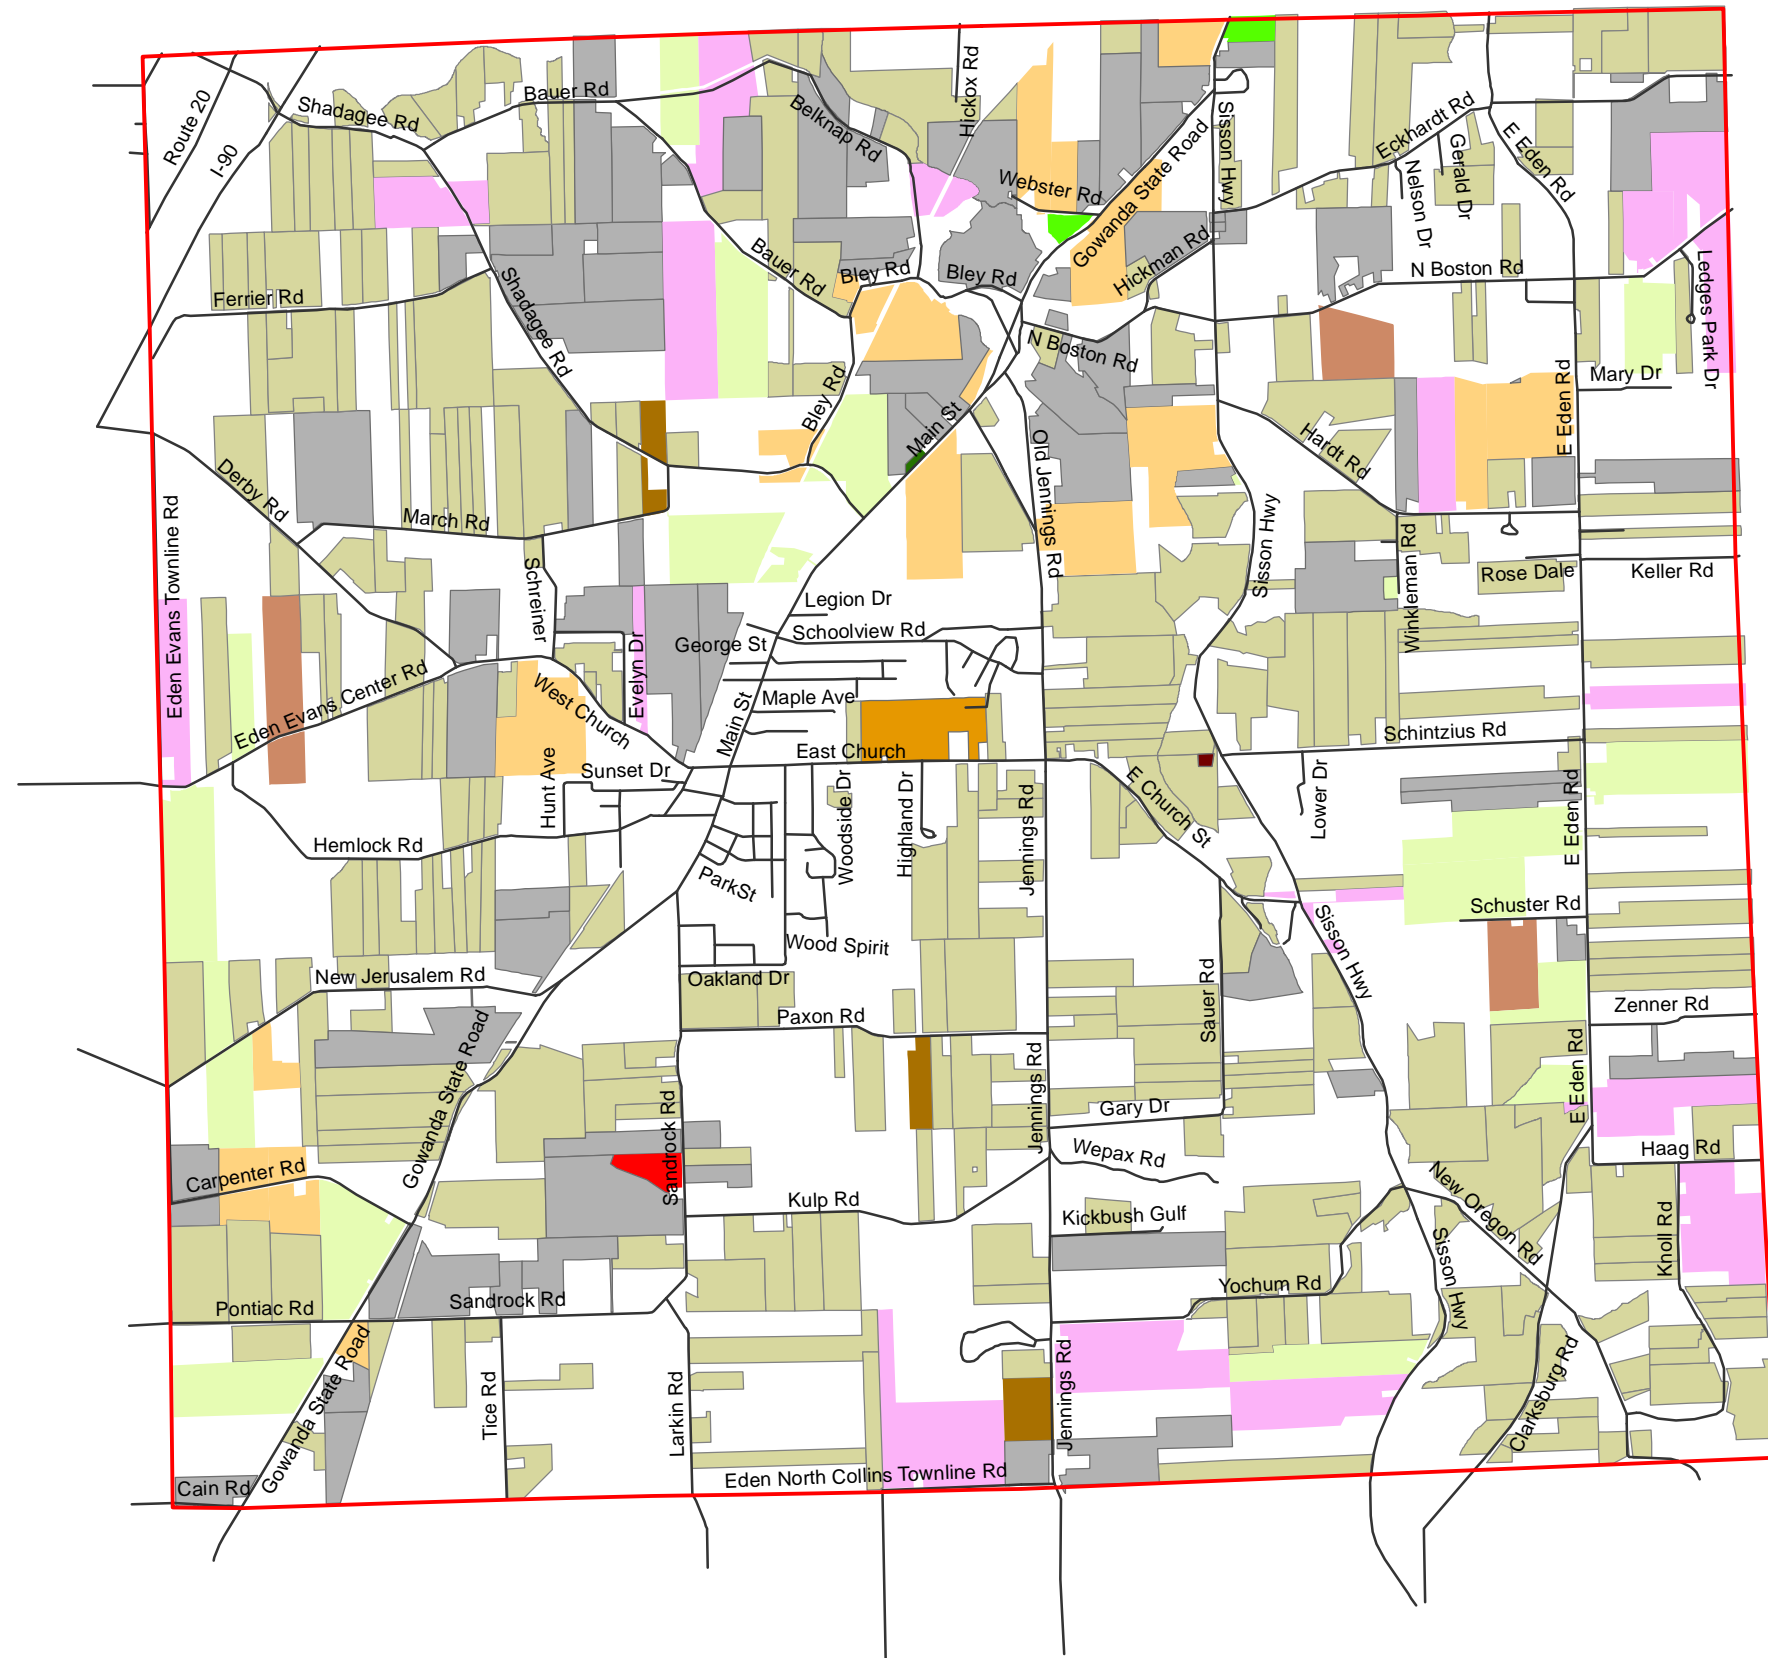 Route 20
I-90
Shadagee Rd
Bauer Rd
Belknap Rd
Hickox Rd
Webster Rd
Gowanda State Road
Sisson Hwy
Eckhardt Rd
Gerald Dr
Nelson Dr
E Eden Rd
Ferrier Rd
Shadagee Rd
Bauer Rd
Bley Rd
Bley Rd
Hickman Rd
N Boston Rd
Ledges Park Dr
N Boston Rd
Mary Dr
E Eden Rd
Bley Rd
Main St
Old Jennings Rd
Hardt Rd
Derby Rd
March Rd
Eden Evans Townline Rd
Schreiner
Sisson Hwy
Winkleman Rd
Rose Dale
Keller Rd
Legion Dr
Schoolview Rd
George St
Evelyn Dr
Maple Ave
Main St
West Church
Eden Evans Center Rd
East Church
Schintzius Rd
Sunset Dr
Hunt Ave
Hemlock Rd
Woodside Dr
Highland Dr
Jennings Rd
E Church St
Lower Dr
E Eden Rd
ParkSt
Schuster Rd
Wood Spirit
Oakland Dr
New Jerusalem Rd
Sisson Hwy
Sauer Rd
Zenner Rd
Paxon Rd
Gowanda State Road
Sandrock Rd
Jennings Rd
Gary Dr
E Eden Rd
Haag Rd
Wepax Rd
Carpenter Rd
Kulp Rd
Kickbush Gulf
New Oregon Rd
Knoll Rd
Sisson Hwy
Yochum Rd
Pontiac Rd
Sandrock Rd
Gowanda State Road
Tice Rd
Larkin Rd
Jennings Rd
Clarksburg Rd
Eden North Collins Townline Rd
Cain Rd